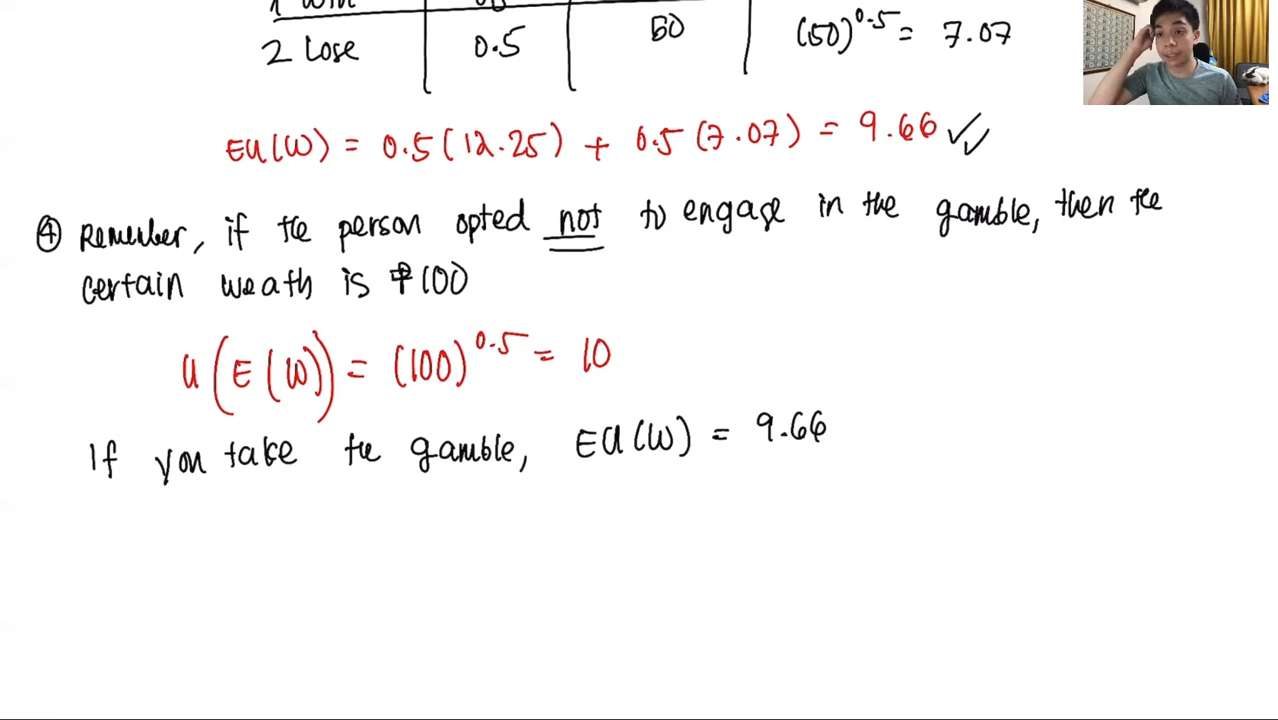 2 Lose 0.5 50 (50)^0.5 = 7.07
EU(W) = 0.5(12.25) + 0.5(7.07) = 9.66 ✓✓
④ Remember, if the person opted not to engage in the gamble, then the
certain weath is ₱100
U(E(W)) = (100)^0.5 = 10
If you take the gamble, EU(W) = 9.66